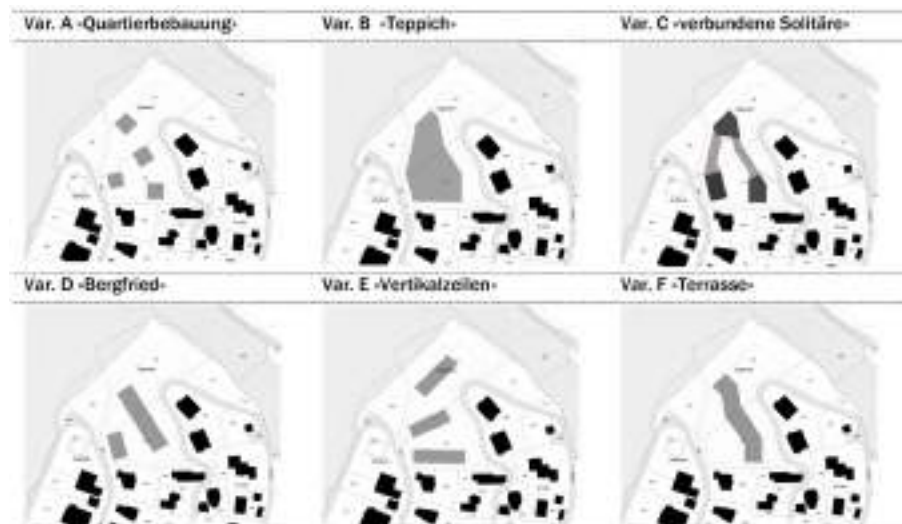 Var. A «Quartierbebauung»
Var. B «Teppich»
Var. C «verbundene Solitäre»
Var. D «Bergfried»
Var. E «Vertikalzeilen»
Var. F «Terrasse»